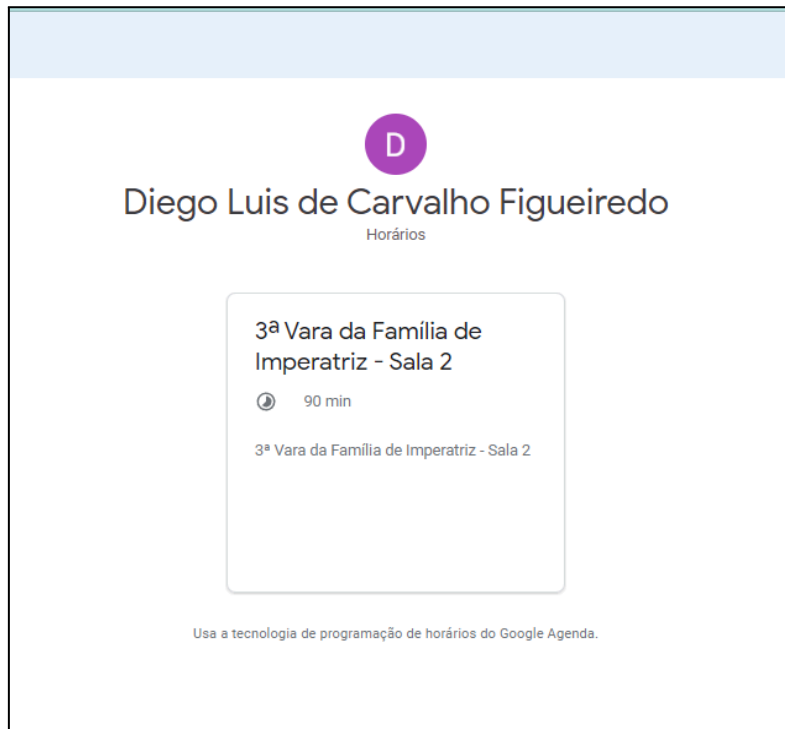 D
Diego Luis de Carvalho Figueiredo
Horários
3ª Vara da Família de
Imperatriz - Sala 2
90 min
3ª Vara da Família de Imperatriz - Sala 2
Usa a tecnologia de programação de horários do Google Agenda.